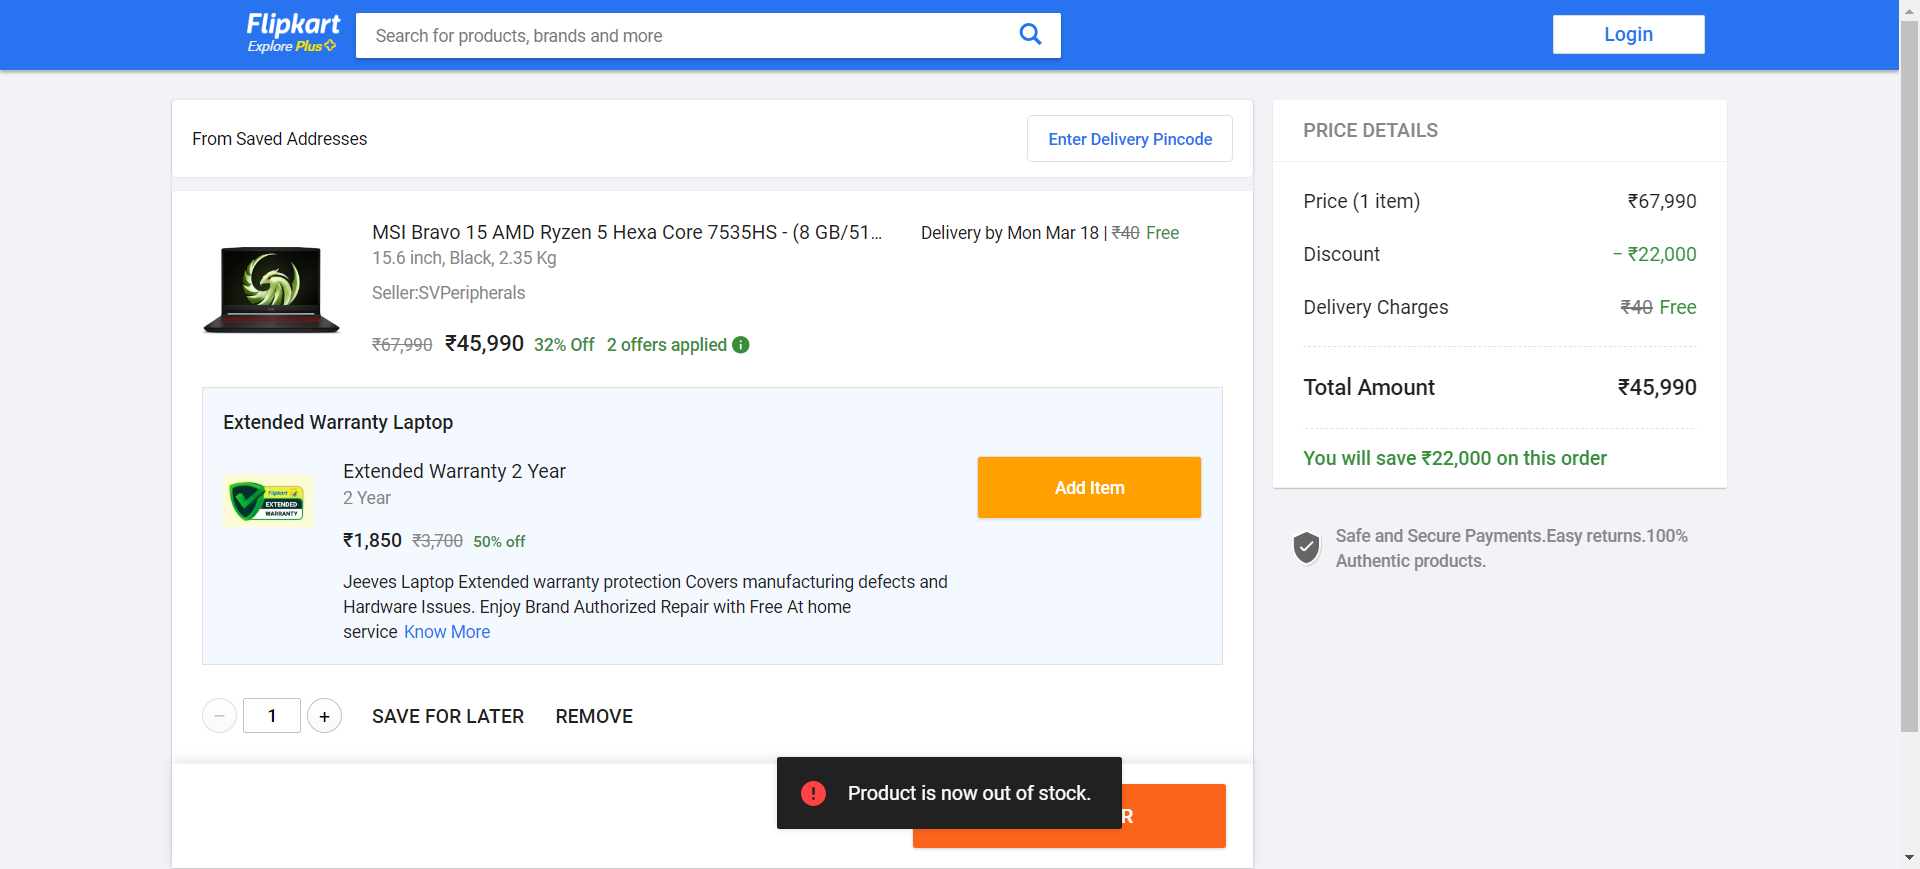 Flipkart
Explore Plus
Search for products, brands and more
Login
From Saved Addresses
Enter Delivery Pincode
MSI Bravo 15 AMD Ryzen 5 Hexa Core 7535HS - (8 GB/51...
Delivery by Mon Mar 18 | ₹40 Free
15.6 inch, Black, 2.35 Kg
Seller:SVPeripherals
₹67,990 ₹45,990 32% Off 2 offers applied
Extended Warranty Laptop
Extended Warranty 2 Year
2 Year
Flipkart
EXTENDED
WARRANTY
₹1,850 ₹3,700 50% off
Add Item
Jeeves Laptop Extended warranty protection Covers manufacturing defects and
Hardware Issues. Enjoy Brand Authorized Repair with Free At home
service Know More
1
SAVE FOR LATER
REMOVE
Product is now out of stock.
R
PRICE DETAILS
Price (1 item) ₹67,990
Discount − ₹22,000
Delivery Charges ₹40 Free
Total Amount ₹45,990
You will save ₹22,000 on this order
Safe and Secure Payments.Easy returns.100%
Authentic products.